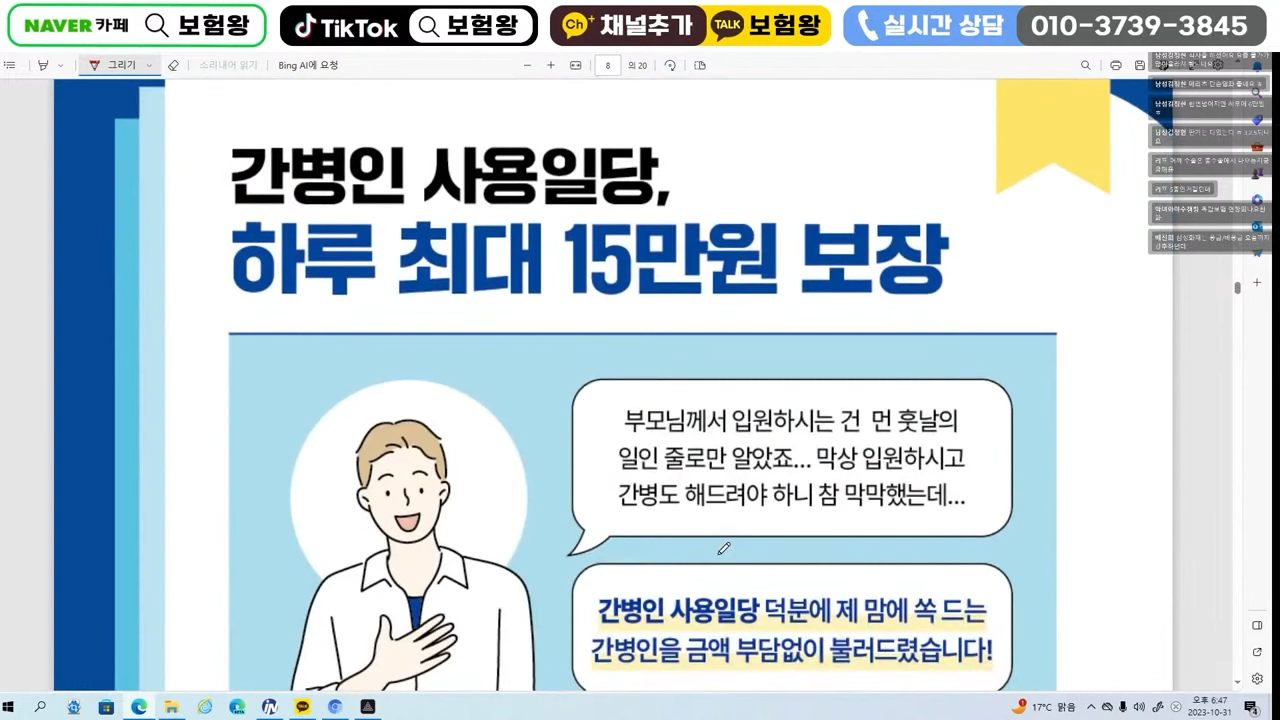 NAVER 카페 보험왕
TikTok 보험왕
Ch+ 채널추가 TALK 보험왕
실시간 상담 010-3739-3845
그리기
소리내어 읽기
Bing AI에 요청
8 의 20
간병인 사용일당,
하루 최대 15만원 보장
부모님께서 입원하시는 건 먼 훗날의
일인 줄로만 알았죠... 막상 입원하시고
간병도 해드려야 하니 참 막막했는데...
간병인 사용일당 덕분에 제 맘에 쏙 드는
간병인을 금액 부담없이 불러드렸습니다!
17°C 맑음
오후 6:47
2023-10-31